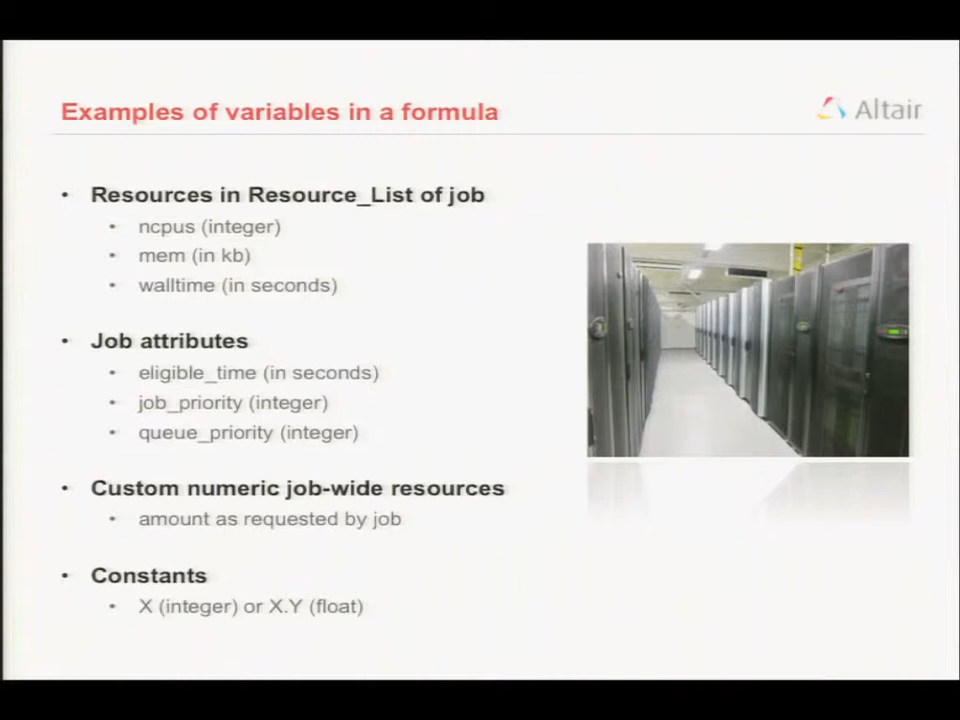 Examples of variables in a formula
Altair
• Resources in Resource_List of job
• ncpus (integer)
• mem (in kb)
• walltime (in seconds)
• Job attributes
• eligible_time (in seconds)
• job_priority (integer)
• queue_priority (integer)
• Custom numeric job-wide resources
• amount as requested by job
• Constants
• X (integer) or X.Y (float)